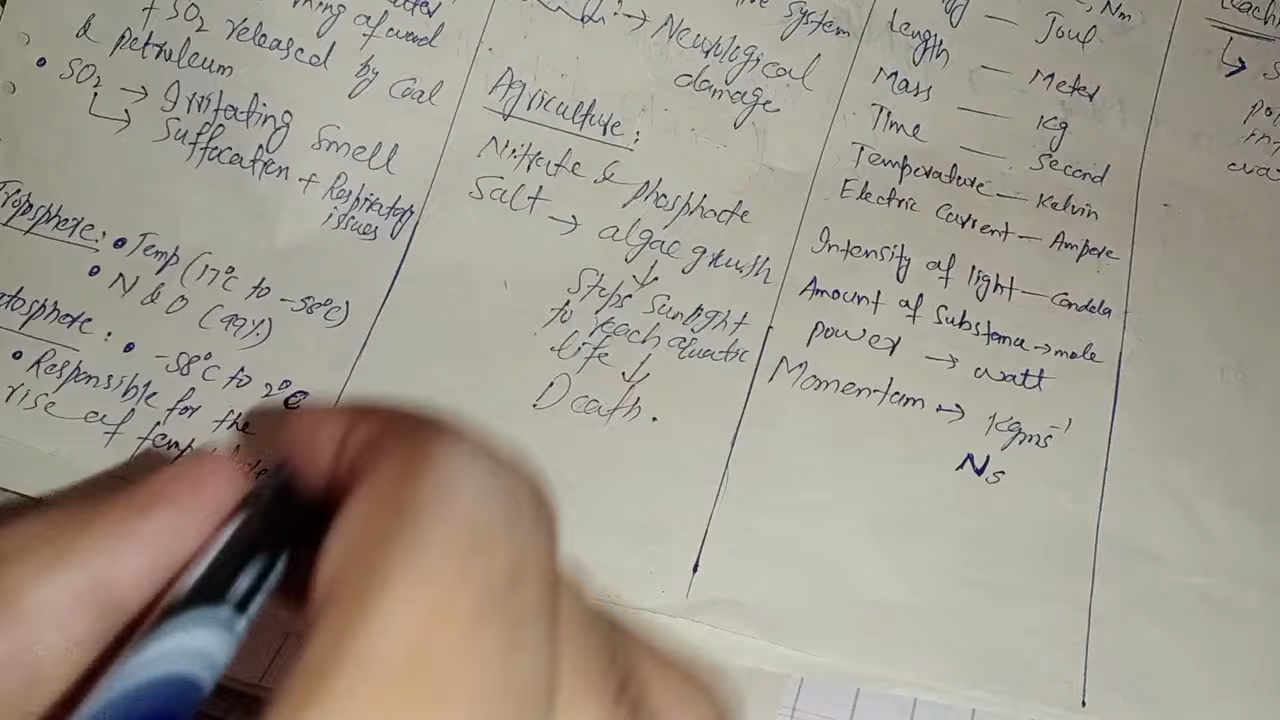 + SO2 released by Coal
& petroleum
• SO2 → Irritating Smell
↳ Suffocation + Respiratory
issues
• Temp (17°C to -58°C)
• N & O (99%)
• -58°C to 2°C
• Responsible for the
rise of
System
→ Neurological
damage
Agriculture:
Nitrate & phosphate
Salt → algae growth
↓
Stops Sunlight
to reach aquatic
life ↓
Death.
Nm
— Joul
Length — Meter
Mass — Kg
Time — Second
Temperature — Kelvin
Electric Current — Ampere
Intensity of light — Candela
Amount of Substance → mole
power → watt
Momentum → Kgms⁻¹
Ns